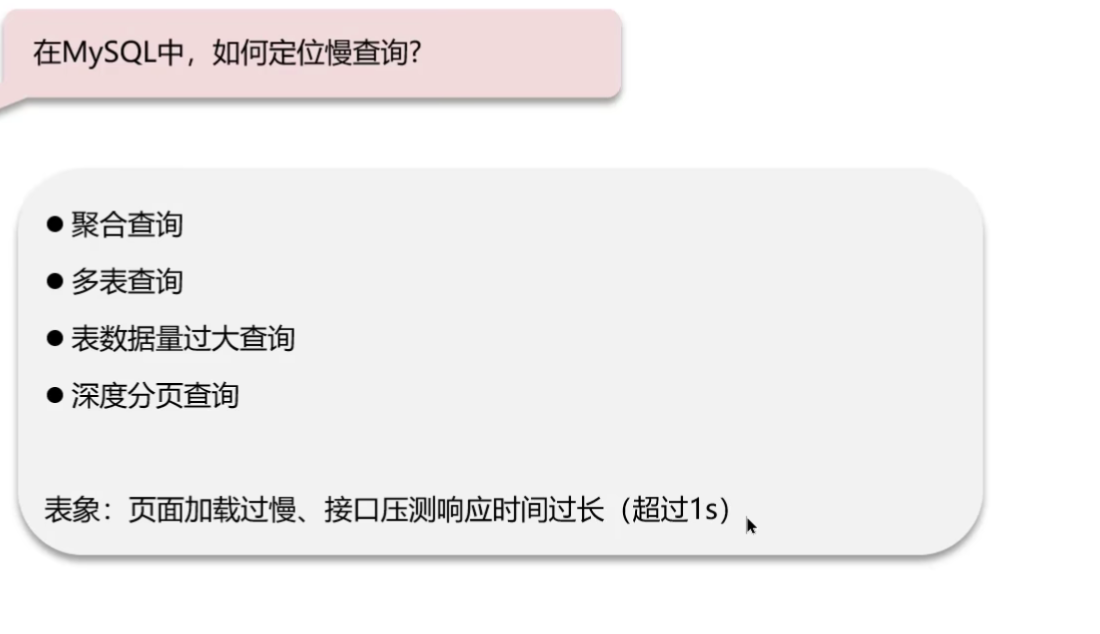 在MySQL中，如何定位慢查询?
● 聚合查询
● 多表查询
● 表数据量过大查询
● 深度分页查询
表象：页面加载过慢、接口压测响应时间过长（超过1s）